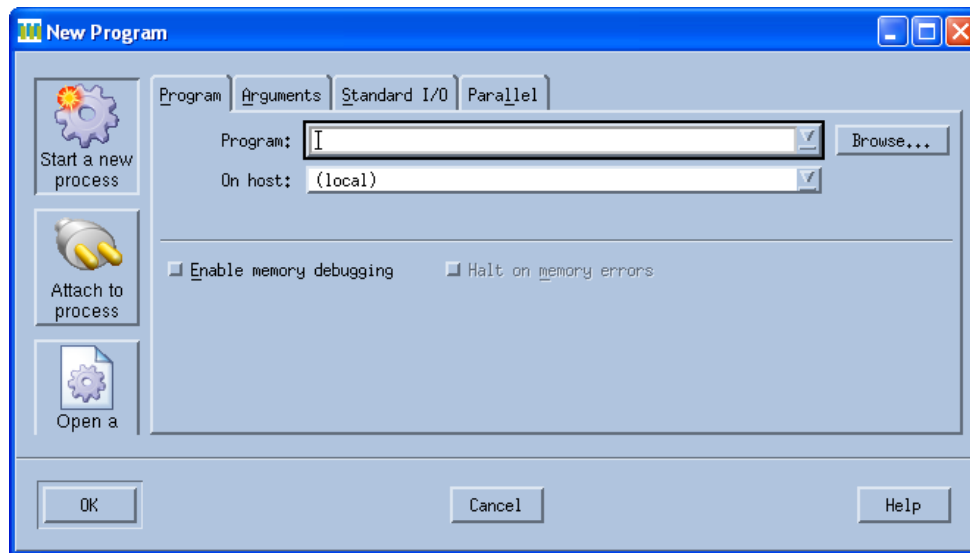 New Program
Start a new
process
Attach to
process
Open a
Program
Arguments
Standard I/O
Parallel
Program:
Browse...
On host:
(local)
Enable memory debugging
Halt on memory errors
OK
Cancel
Help